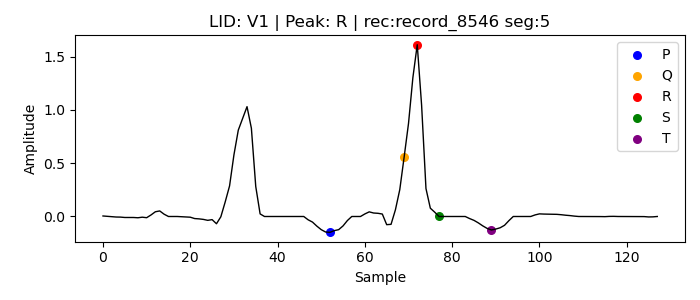 LID: V1 | Peak: R | rec:record_8546 seg:5
Amplitude
1.5
1.0
0.5
0.0
P
Q
R
S
T
0 20 40 60 80 100 120
Sample